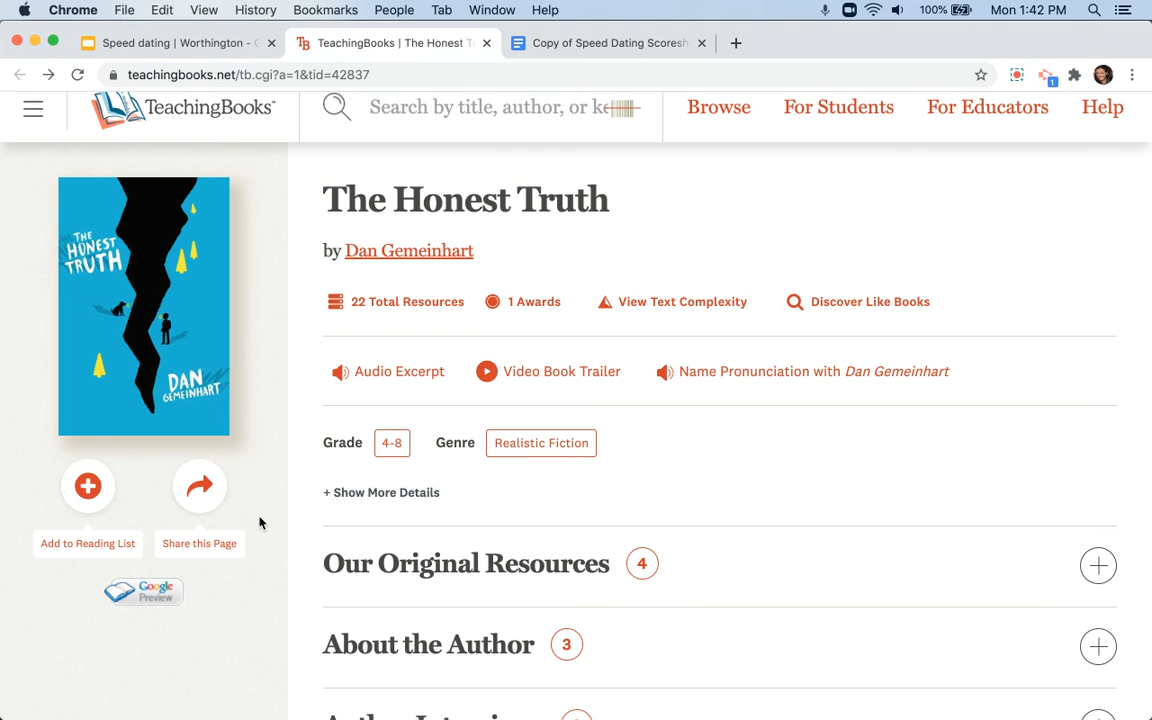 Chrome File Edit View History Bookmarks People Tab Window Help 100% Mon 1:42 PM
Speed dating | Worthington - TeachingBooks | The Honest T Copy of Speed Dating Scoresh
teachingbooks.net/tb.cgi?a=1&tid=42837 1
TeachingBooks Search by title, author, or ke Browse For Students For Educators Help
THE
HONEST
TRUTH
DAN
GEMEINHART
Add to Reading List Share this Page
Google
Preview
The Honest Truth
by Dan Gemeinhart
22 Total Resources 1 Awards View Text Complexity Discover Like Books
Audio Excerpt Video Book Trailer Name Pronunciation with Dan Gemeinhart
Grade 4-8 Genre Realistic Fiction
+ Show More Details
Our Original Resources 4
About the Author 3